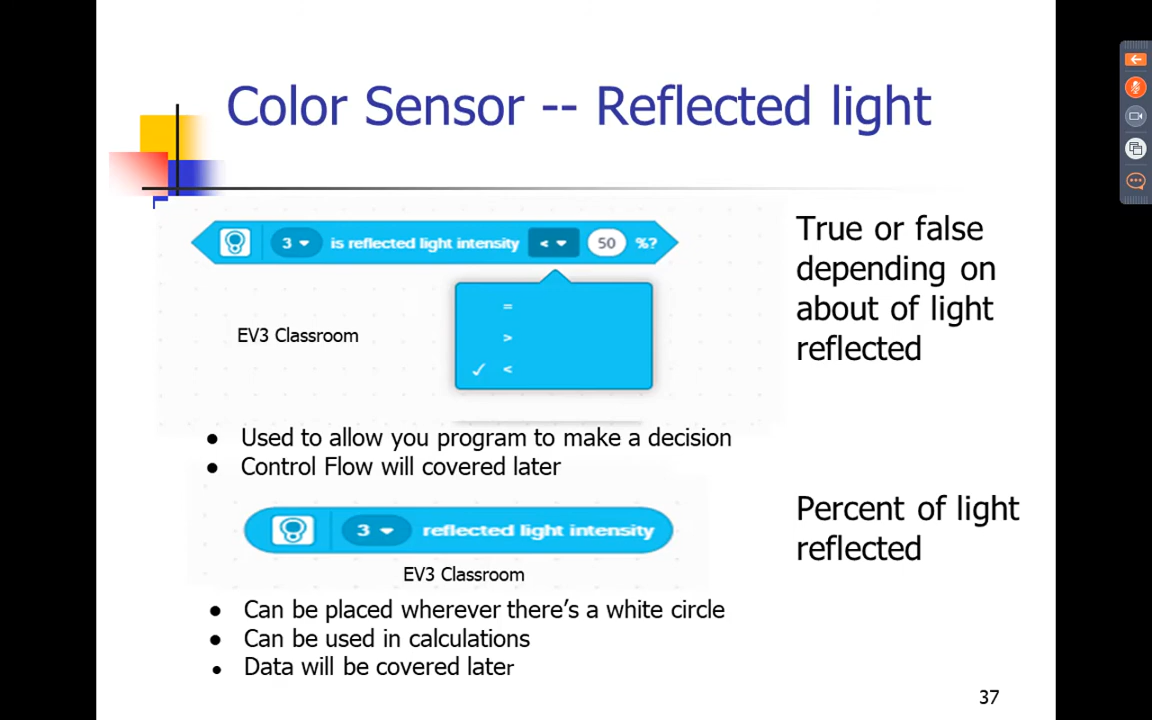 Color Sensor -- Reflected light
3 is reflected light intensity < 50 %?
=
>
✓ <
EV3 Classroom
True or false
depending on
about of light
reflected
● Used to allow you program to make a decision
● Control Flow will covered later
3 reflected light intensity
EV3 Classroom
Percent of light
reflected
● Can be placed wherever there's a white circle
● Can be used in calculations
● Data will be covered later
37